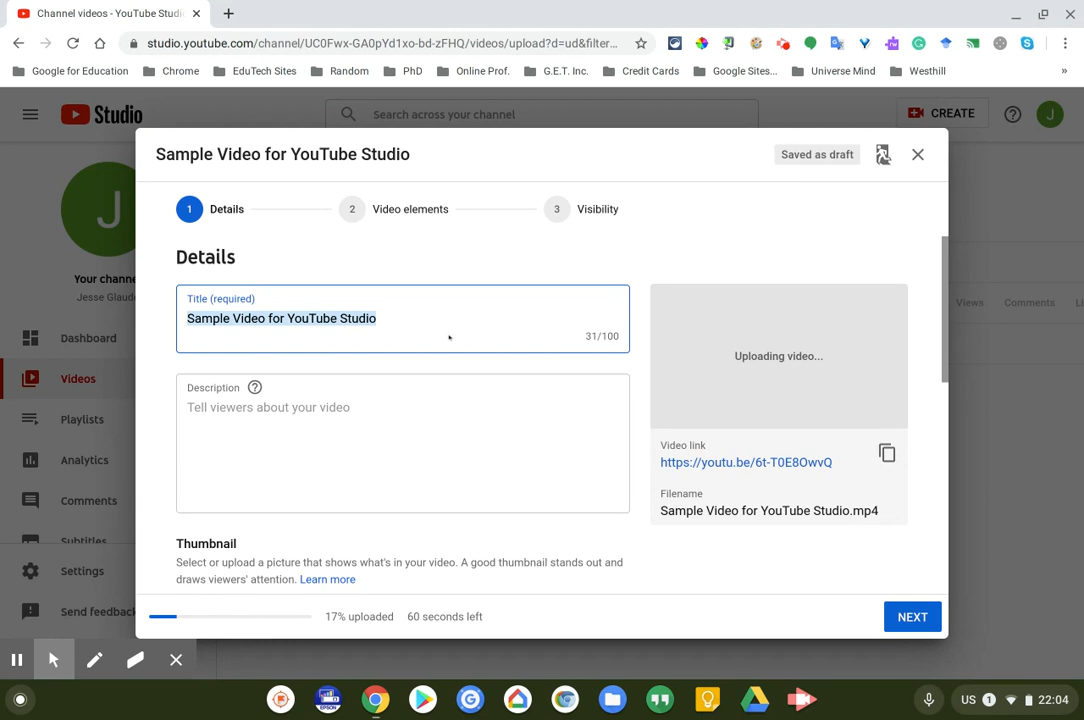 Channel videos - YouTube Studi
studio.youtube.com/channel/UC0Fwx-GA0pYd1xo-bd-zFHQ/videos/upload?d=ud&filter...
Google for Education Chrome EduTech Sites Random PhD Online Prof. G.E.T. Inc. Credit Cards Google Sites... Universe Mind Westhill »
Studio
Search across your channel
CREATE
J
Sample Video for YouTube Studio
Saved as draft
1 Details 2 Video elements 3 Visibility
J
Your channe
Jesse Glaud
Dashboard
Videos
Playlists
Analytics
Comments
Subtitles
Settings
Send feedback
Views Comments Li
Details
Title (required)
Sample Video for YouTube Studio
31/100
Description
Tell viewers about your video
Uploading video...
Video link
https://youtu.be/6t-T0E8OwvQ
Filename
Sample Video for YouTube Studio.mp4
Thumbnail
Select or upload a picture that shows what's in your video. A good thumbnail stands out and
draws viewers' attention. Learn more
17% uploaded 60 seconds left
NEXT
EPSON
US 1 22:04